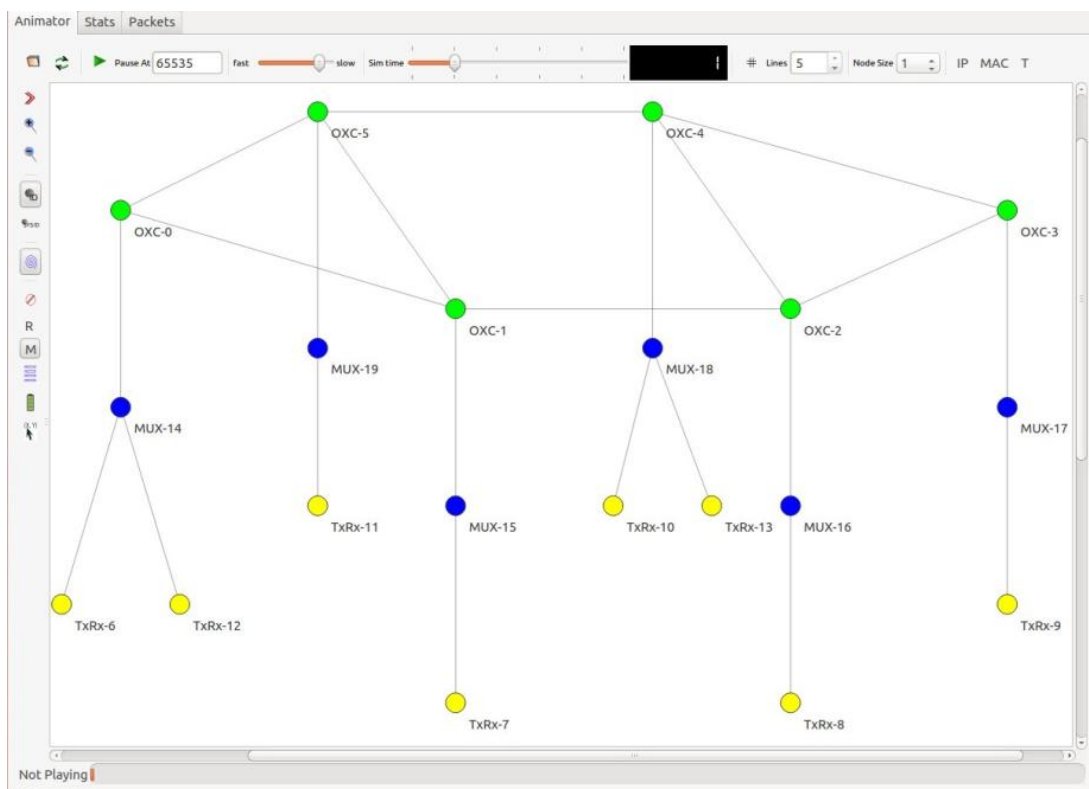 Animator Stats Packets
Pause At 65535 fast slow Sim time 1 # Lines 5 Node Size 1 IP MAC T
OXC-5 OXC-4
OXC-0 OXC-3
OXC-1 OXC-2
R
M
MUX-19 MUX-18
MUX-14 MUX-17
TxRx-11 MUX-15 TxRx-10 TxRx-13 MUX-16
TxRx-6 TxRx-12 TxRx-9
TxRx-7 TxRx-8
Not Playing